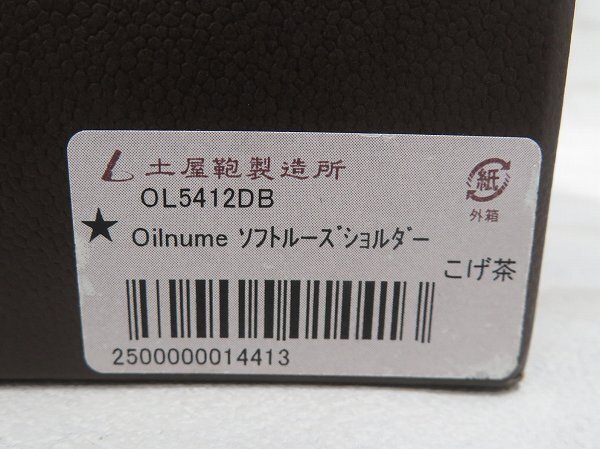 土屋鞄製造所
紙
外箱
OL5412DB
★ Oilnume ソフトルーズショルダー
こげ茶
2500000014413